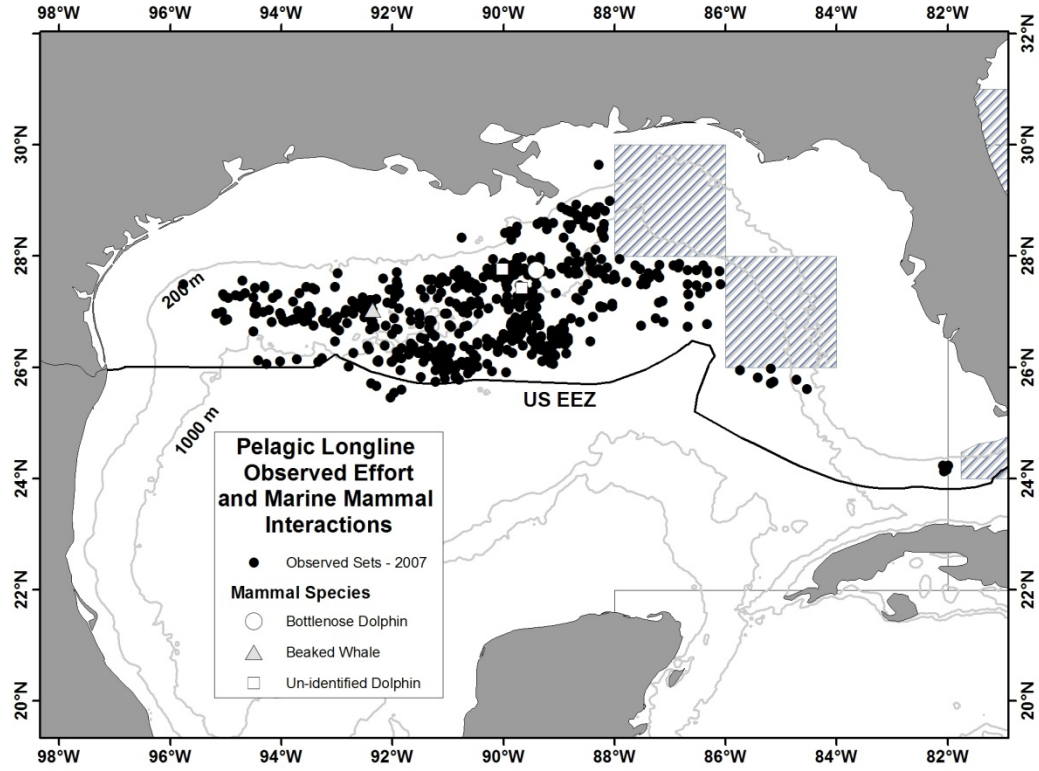 98°W 96°W 94°W 92°W 90°W 88°W 86°W 84°W 82°W
32°N
30°N 30°N
28°N 28°N
200 m
26°N 26°N
US EEZ
1000 m
24°N 24°N
Pelagic Longline
Observed Effort
and Marine Mammal
Interactions
Observed Sets - 2007
Mammal Species
Bottlenose Dolphin
Beaked Whale
Un-identified Dolphin
22°N 22°N
20°N 20°N
98°W 96°W 94°W 92°W 90°W 88°W 86°W 84°W 82°W